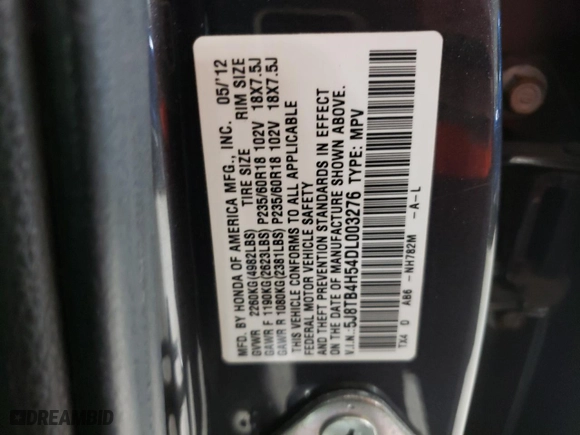 MFD. BY HONDA OF AMERICA MFG., INC. 05/'12
TIRE SIZE RIM SIZE
GVWR 2260KG(4982LBS)
GAWR F 1190KG(2623LBS) P235/60R18 102V 18X7.5J
GAWR R 1080KG(2381LBS) P235/60R18 102V 18X7.5J
THIS VEHICLE CONFORMS TO ALL APPLICABLE
FEDERAL MOTOR VEHICLE SAFETY
AND THEFT PREVENTION STANDARDS IN EFFECT
ON THE DATE OF MANUFACTURE SHOWN ABOVE.
V.I.N.:5J8TB4H54DL003276 TYPE: MPV
TX4 D AB6 -NH782M -A-L
DREAMBID